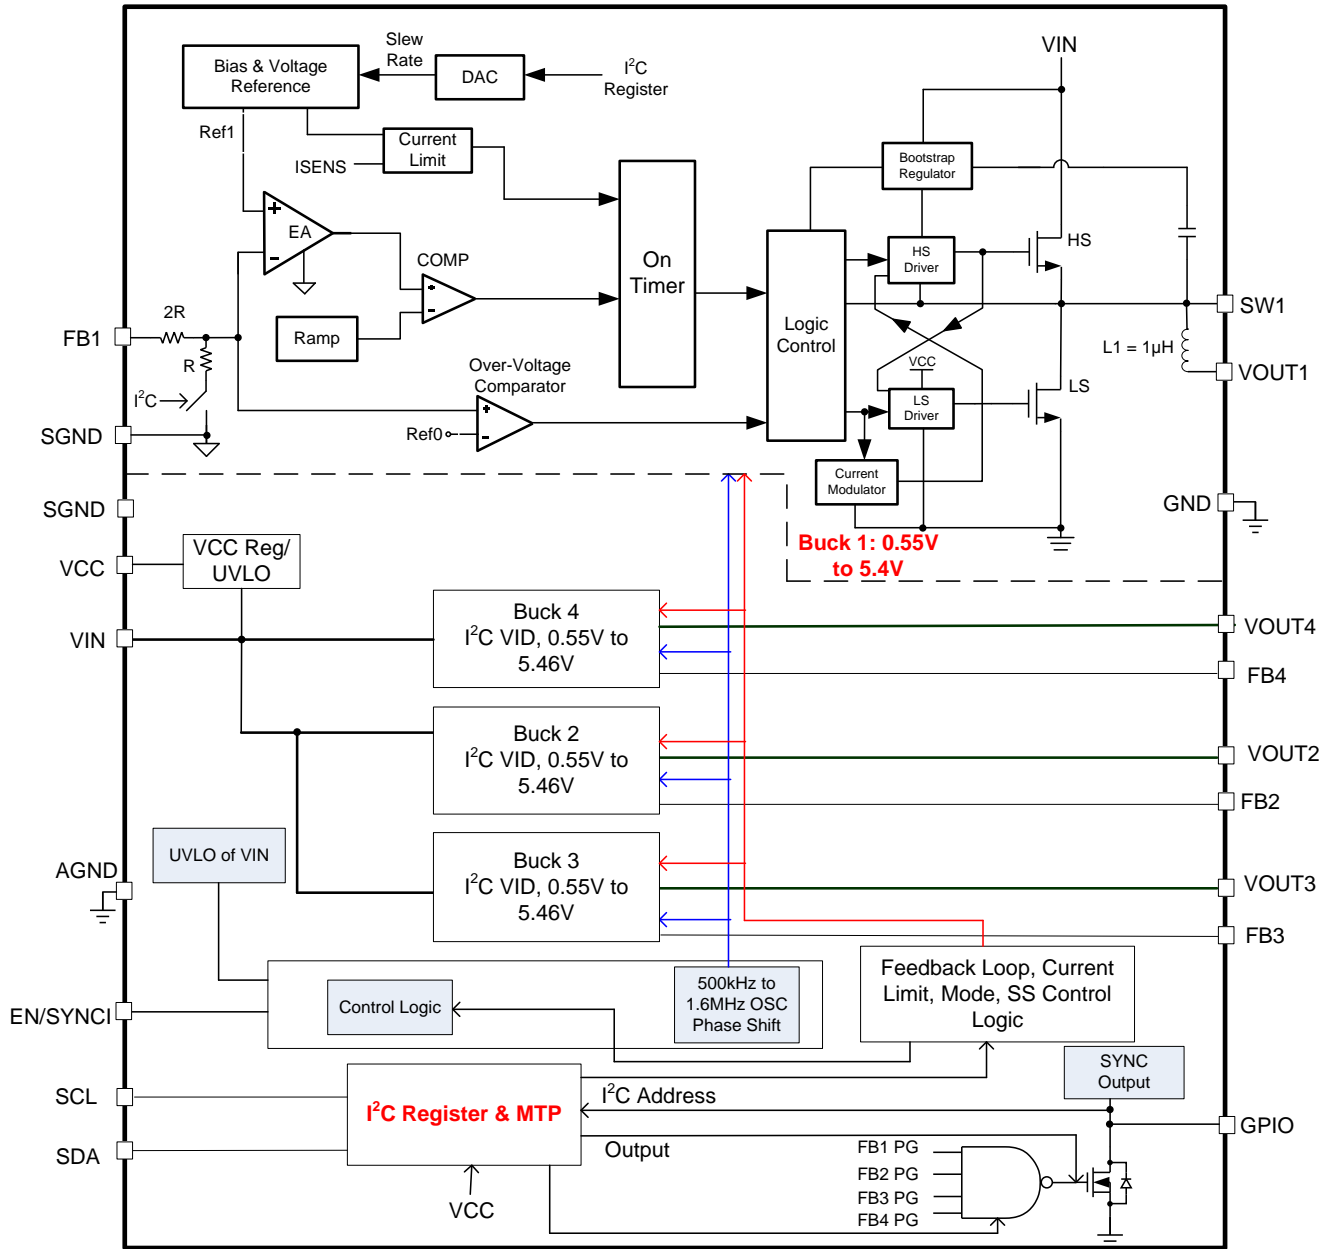 Bias & Voltage
Reference
Slew
Rate
DAC
I²C
Register
VIN
Ref1
ISENS
Current
Limit
Bootstrap
Regulator
EA
COMP
On
Timer
HS
Driver
HS
2R
FB1
R
I²C
SGND
Ramp
Over-Voltage
Comparator
Ref0
Logic
Control
VCC
LS
Driver
LS
Current
Modulator
SW1
L1 = 1µH
VOUT1
GND
SGND
VCC
VCC Reg/
UVLO
Buck 1: 0.55V
to 5.4V
VIN
Buck 4
I²C VID, 0.55V to
5.46V
VOUT4
FB4
Buck 2
I²C VID, 0.55V to
5.46V
VOUT2
FB2
UVLO of VIN
AGND
Buck 3
I²C VID, 0.55V to
5.46V
VOUT3
FB3
EN/SYNCI
Control Logic
500kHz to
1.6MHz OSC
Phase Shift
Feedback Loop, Current
Limit, Mode, SS Control
Logic
SYNC
Output
SCL
SDA
I²C Register & MTP
I²C Address
Output
VCC
GPIO
FB1 PG
FB2 PG
FB3 PG
FB4 PG